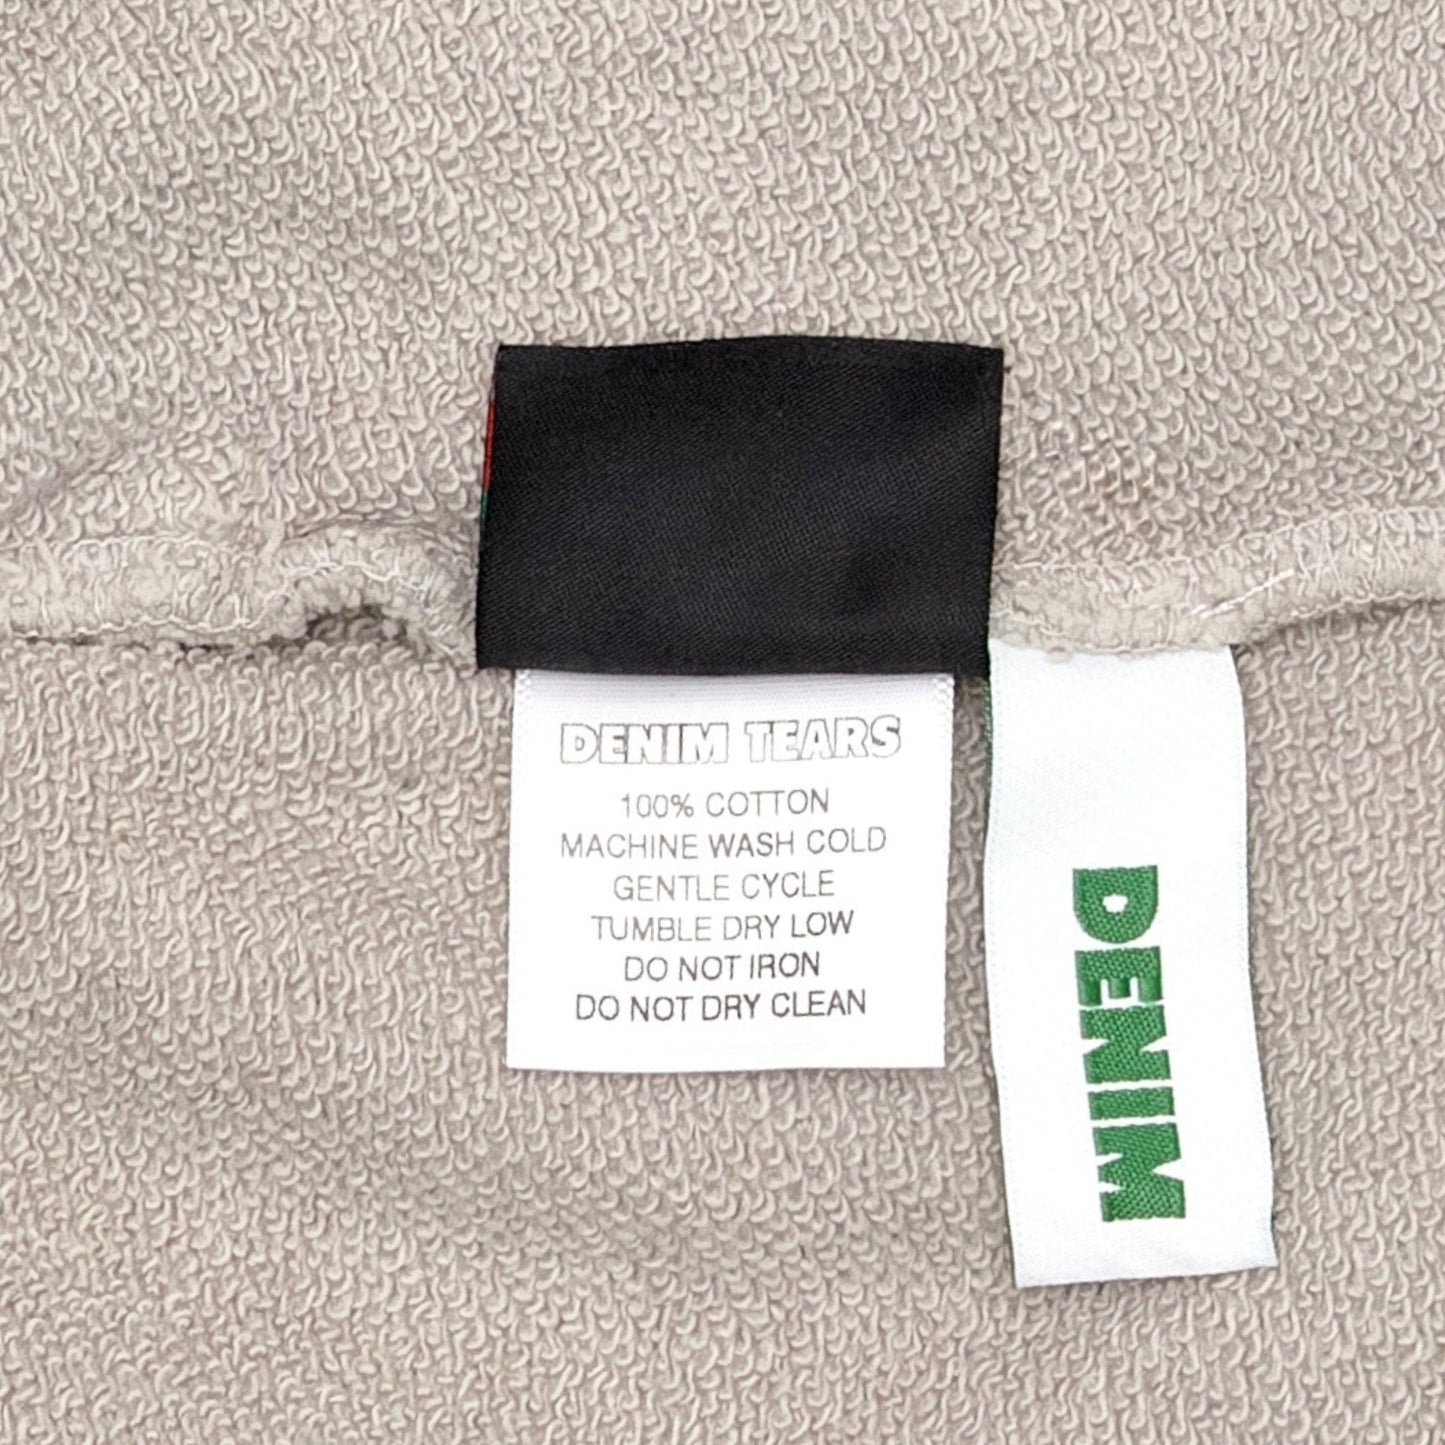 DENIM TEARS
100% COTTON
MACHINE WASH COLD
GENTLE CYCLE
TUMBLE DRY LOW
DO NOT IRON
DO NOT DRY CLEAN
DENIM